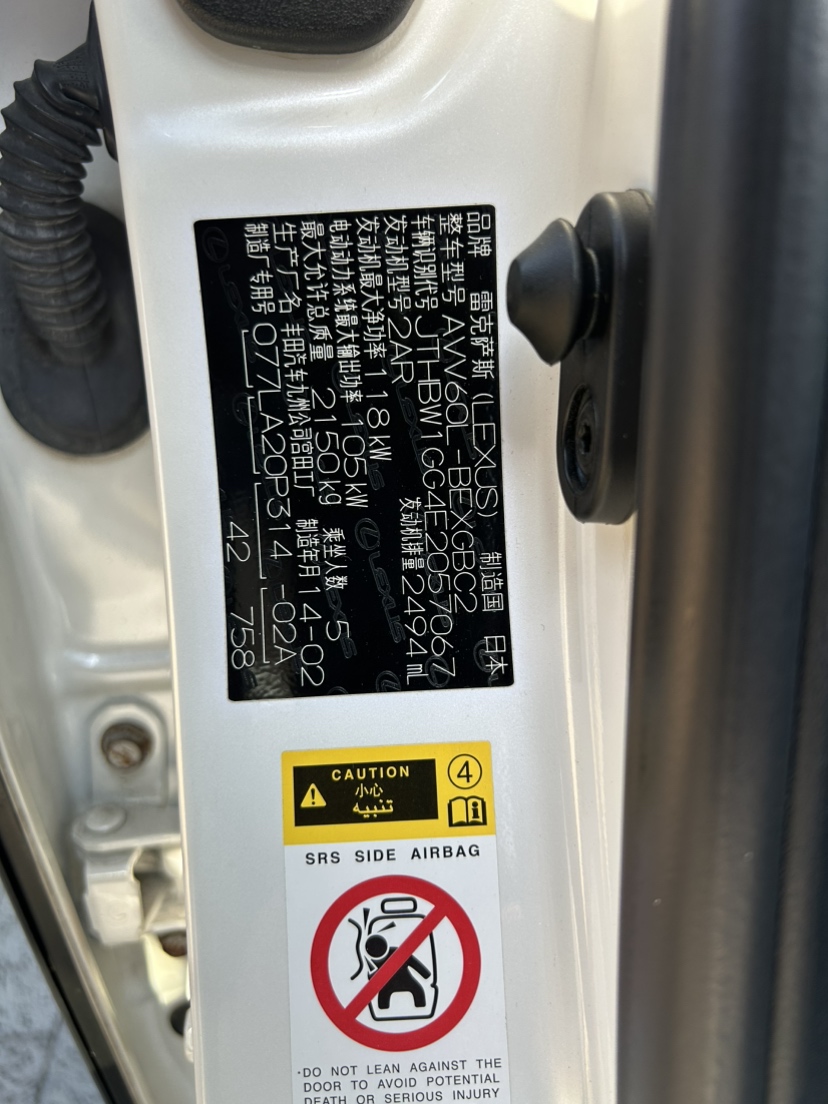 品牌 雷克萨斯 (LEXUS) 制造国 日本
整车型号 AVV60L-BEXGBC2
车辆识别代号 JTHBW1GG4E2057067
发动机型号 2AR 发动机排量 2494 mL
发动机最大净功率 118 kW
电动动力系统最大输出功率 105 kW
最大允许总质量 2150 kg 乘坐人数 5
生产厂名 丰田汽车九州公司宫田工厂 制造年月 14-02
制造厂专用号 077LA20P314 -02A
42 758
CAUTION
小心
تنبيه
4
SRS SIDE AIRBAG
·DO NOT LEAN AGAINST THE
DOOR TO AVOID POTENTIAL
DEATH OR SERIOUS INJURY